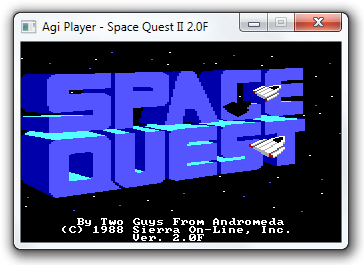 Agi Player - Space Quest II 2.0F
SPACE
QUEST
By Two Guys From Andromeda
(C) 1988 Sierra On-Line, Inc.
Ver. 2.0F